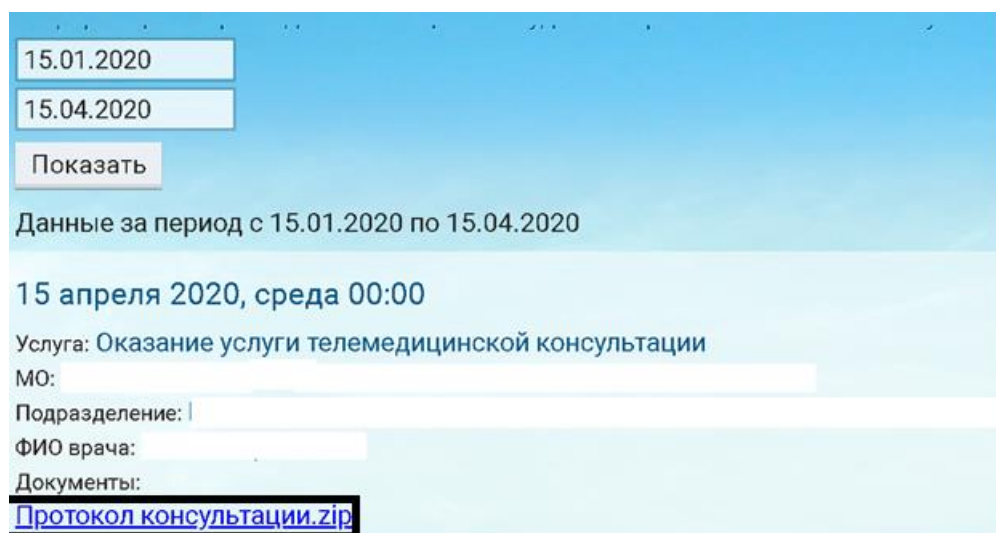 15.01.2020
15.04.2020
Показать
Данные за период с 15.01.2020 по 15.04.2020
15 апреля 2020, среда 00:00
Услуга: Оказание услуги телемедицинской консультации
МО:
Подразделение:
ФИО врача:
Документы:
Протокол консультации.zip